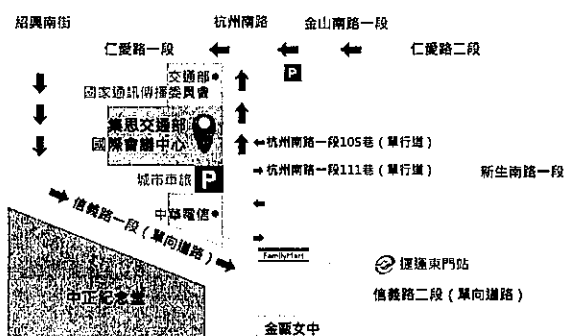 紹興南街
杭州南路
金山南路一段
仁愛路一段
仁愛路二段
交通部
P
國家通訊傳播委員會
集思交通部
國際會議中心
杭州南路一段105巷(單行道)
杭州南路一段111巷(單行道)
新生南路一段
城市車旅 P
信義路一段(單向道路)
中華電信
FamilyMart
捷運東門站
中正紀念堂
信義路二段(單向道路)
金甌女中